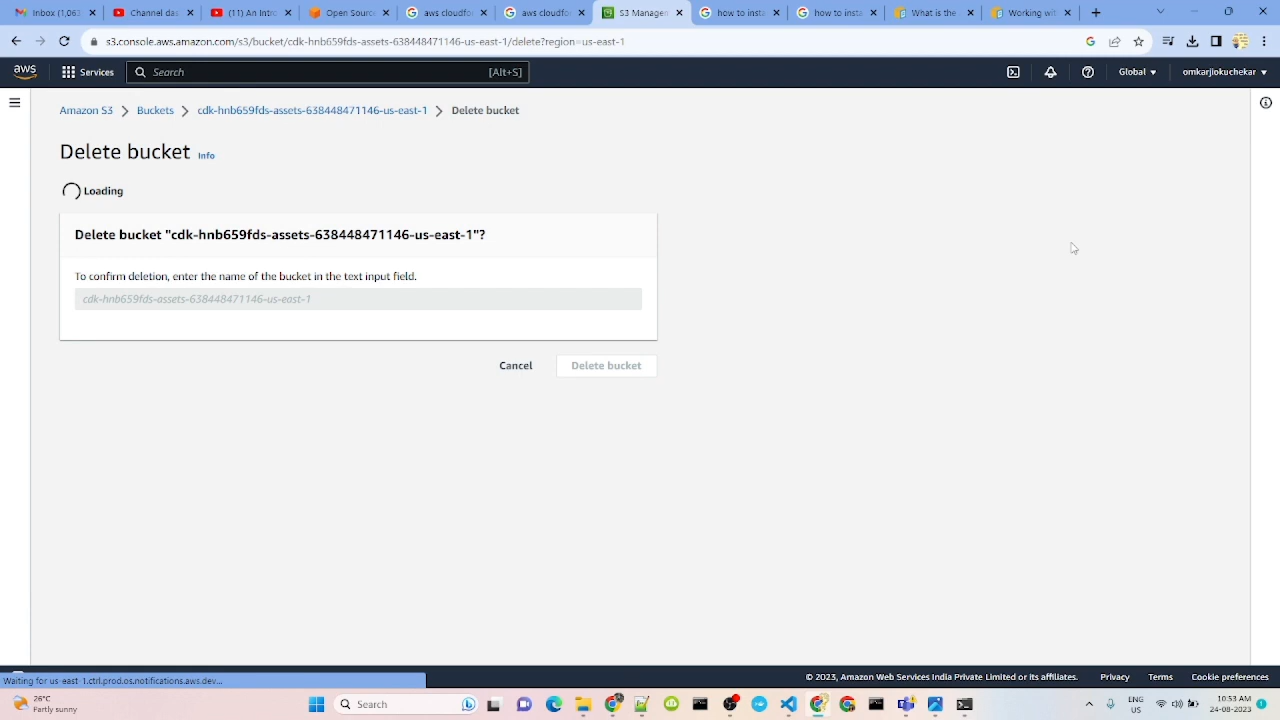 Inbox (1,063
Channel das
(11) An Intro
Open Source
aws cloudfor
aws cloudfor
S3 Managem
how to insta
how to insta
What is the
Working wit
s3.console.aws.amazon.com/s3/bucket/cdk-hnb659fds-assets-638448471146-us-east-1/delete?region=us-east-1
aws
Services
Search
[Alt+S]
Global
omkarjlokuchekar
Amazon S3
Buckets
cdk-hnb659fds-assets-638448471146-us-east-1
Delete bucket
Delete bucket Info
Loading
Delete bucket "cdk-hnb659fds-assets-638448471146-us-east-1"?
To confirm deletion, enter the name of the bucket in the text input field.
cdk-hnb659fds-assets-638448471146-us-east-1
Cancel
Delete bucket
Waiting for us-east-1.ctrl.prod.os.notifications.aws.dev...
© 2023, Amazon Web Services India Private Limited or its affiliates.
Privacy
Terms
Cookie preferences
26°C
Partly sunny
Search
ENG
US
10:53 AM
24-08-2023